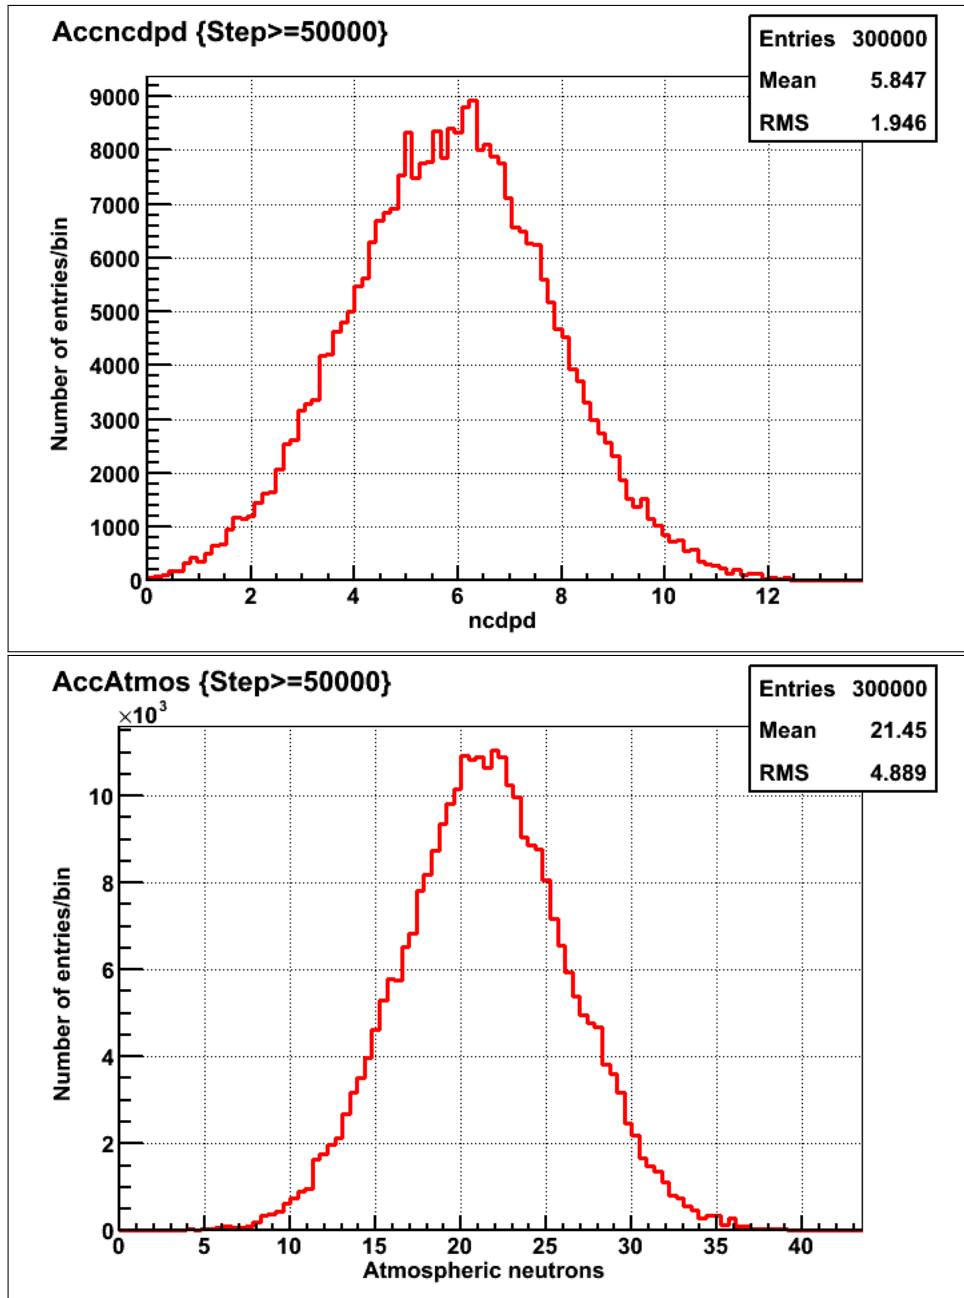 Accncdpd {Step>=50000}
Entries 300000
Mean 5.847
RMS 1.946
Number of entries/bin
9000
8000
7000
6000
5000
4000
3000
2000
1000
0
0 2 4 6 8 10 12
ncdpd
AccAtmos {Step>=50000}
Entries 300000
Mean 21.45
RMS 4.889
×10³
Number of entries/bin
10
8
6
4
2
0
0 5 10 15 20 25 30 35 40
Atmospheric neutrons